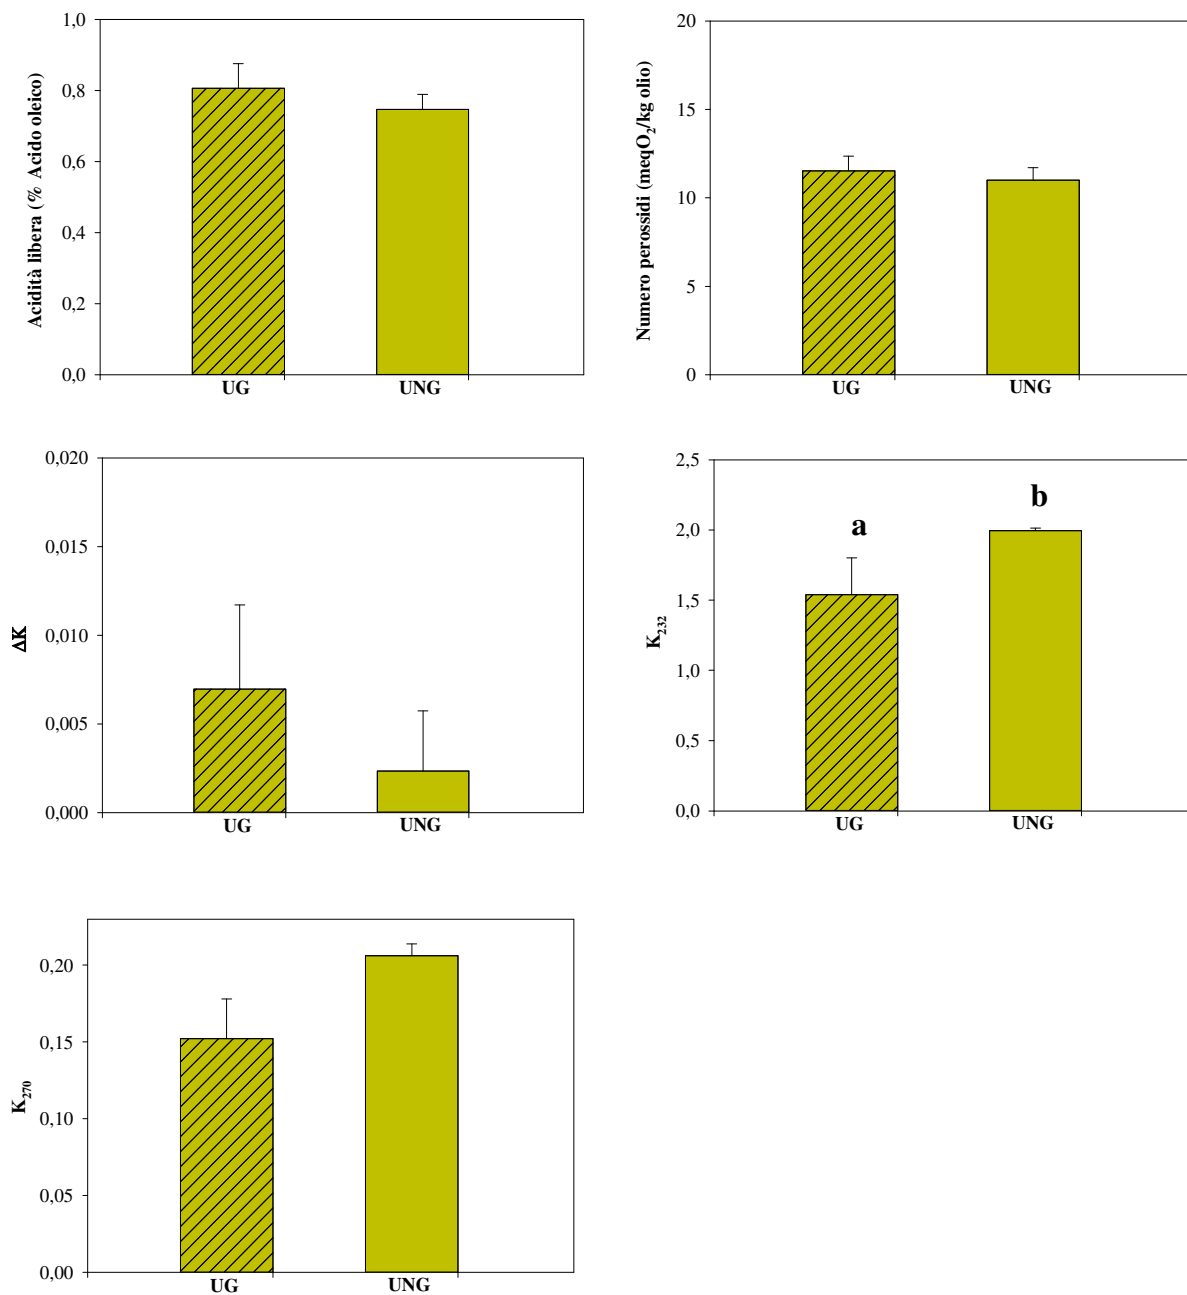 1,0
0,8
0,6
0,4
0,2
0,0
Acidità libera (% Acido oleico)
UG
UNG
20
15
10
5
0
Numero perossidi (meqO₂/kg olio)
UG
UNG
0,020
0,015
0,010
0,005
0,000
ΔK
UG
UNG
2,5
2,0
1,5
1,0
0,5
0,0
K₂₃₂
a
b
UG
UNG
0,20
0,15
0,10
0,05
0,00
K₂₇₀
UG
UNG